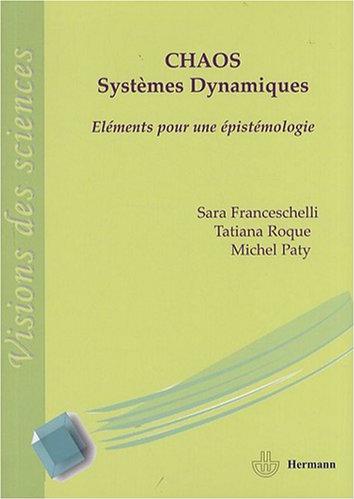 Visions des sciences
CHAOS
Systèmes Dynamiques
Eléments pour une épistémologie
Sara Franceschelli
Tatiana Roque
Michel Paty
Hermann